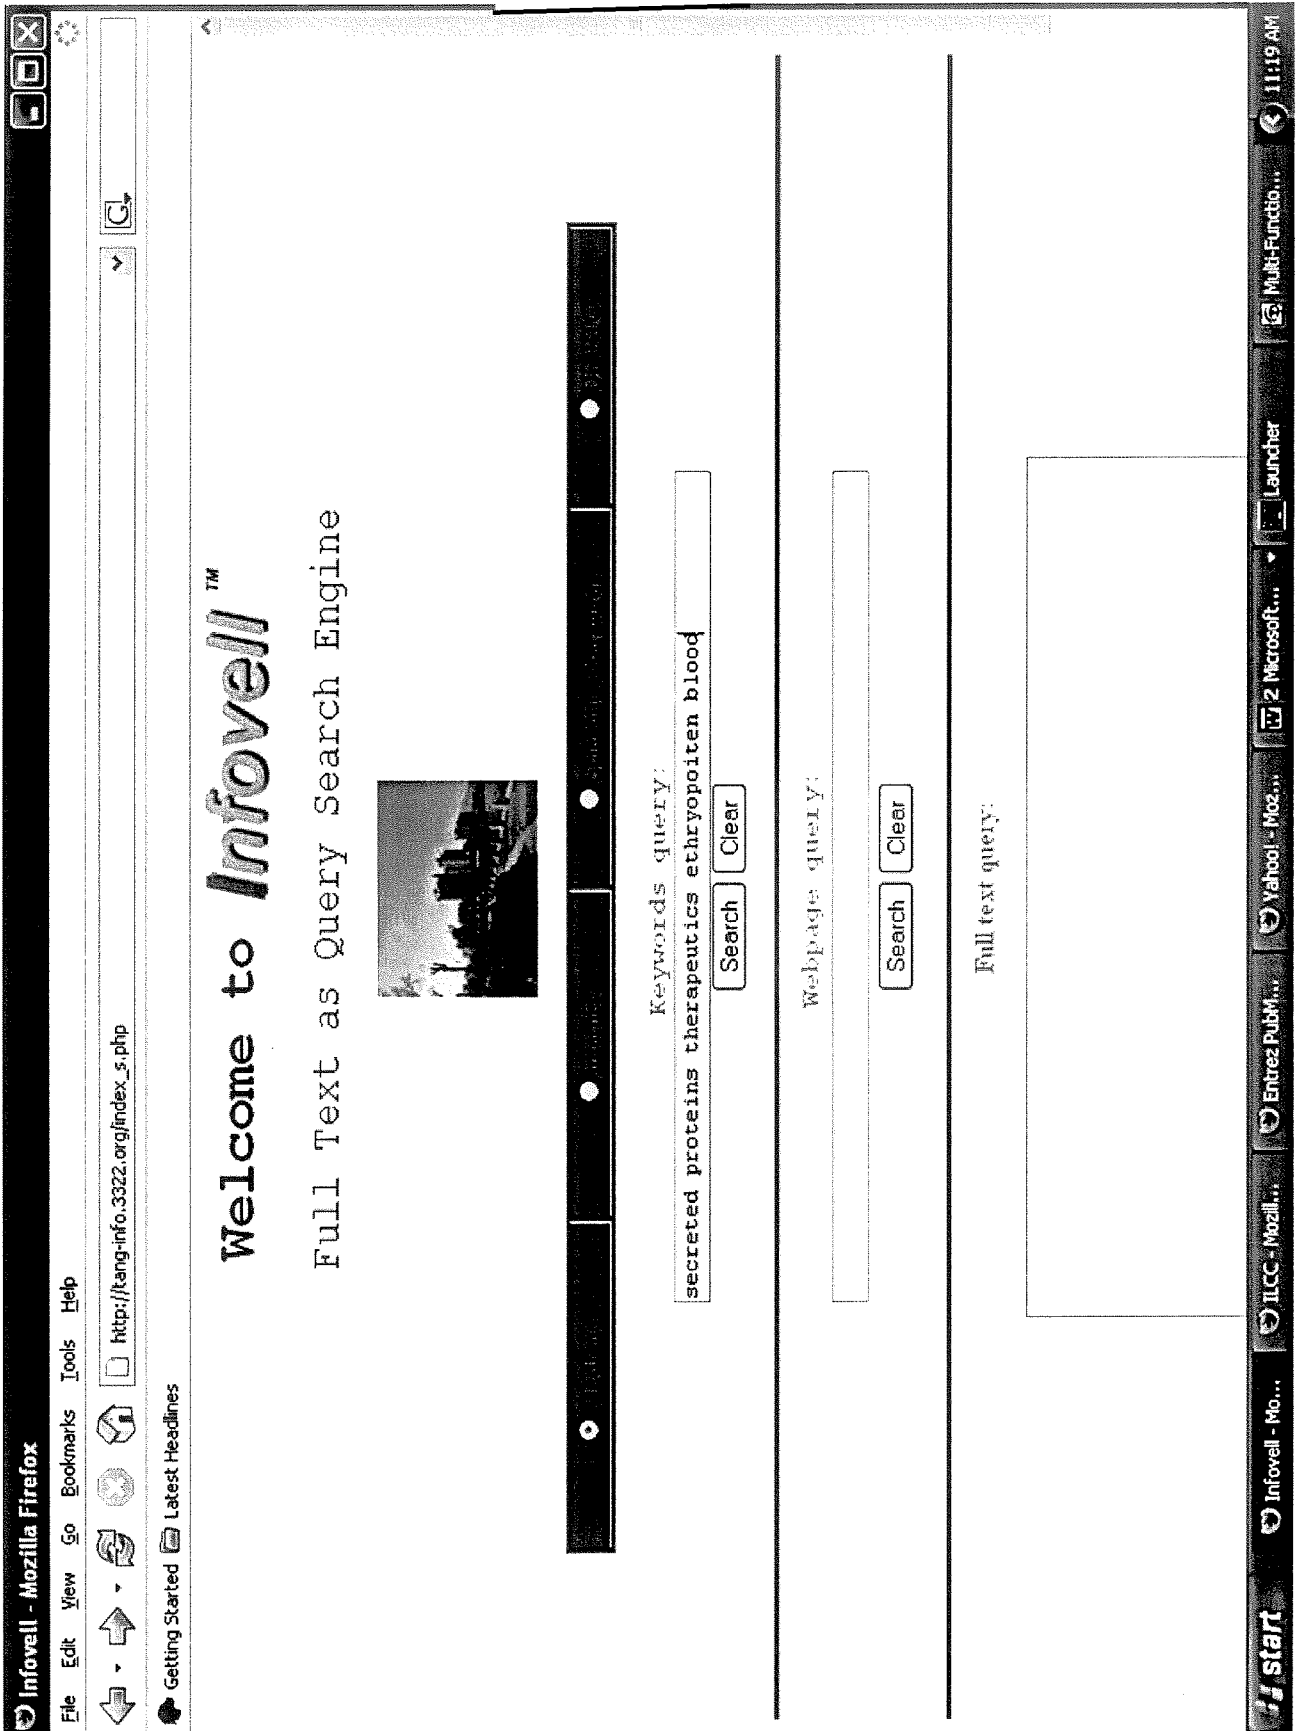 Infovell - Mozilla Firefox
File Edit View Go Bookmarks Tools Help
http://tang-info.3322.org/index_s.php
G
Getting Started Latest Headlines
Welcome to Infovell™
Full Text as Query Search Engine
Keywords query:
secreted proteins therapeutics ethryopoiten blood
Search Clear
Webpage query:
Search Clear
Full text query:
start Infovell - Mo... ILCC - Mozill... Entrez PubM... Yahoo! - Moz... 2 Microsoft... Launcher Multi-Functio... 11:19 AM